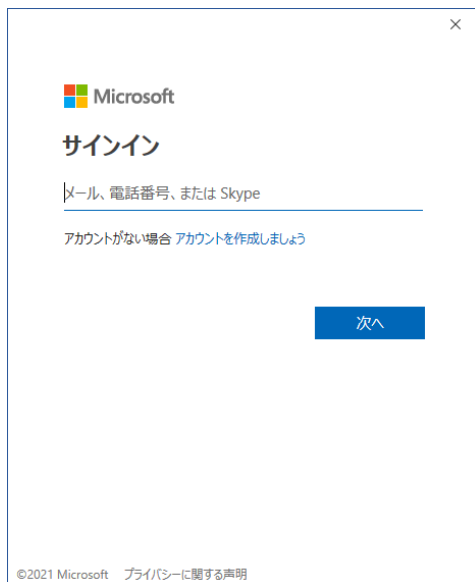 Microsoft
サインイン
メール、電話番号、または Skype
アカウントがない場合 アカウントを作成しましょう
次へ
©2021 Microsoft プライバシーに関する声明